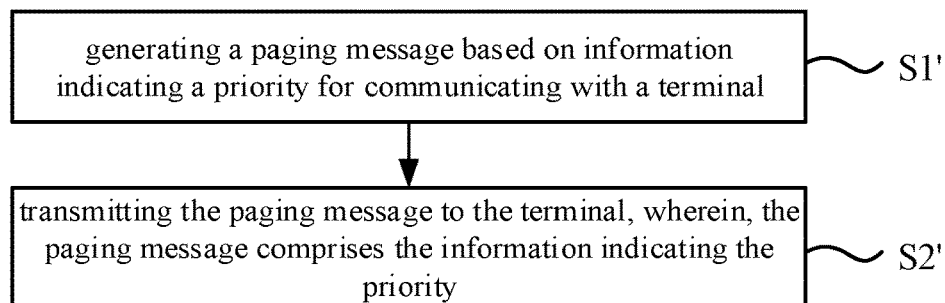 generating a paging message based on information
indicating a priority for communicating with a terminal
S1'
transmitting the paging message to the terminal, wherein, the
paging message comprises the information indicating the
priority
S2'